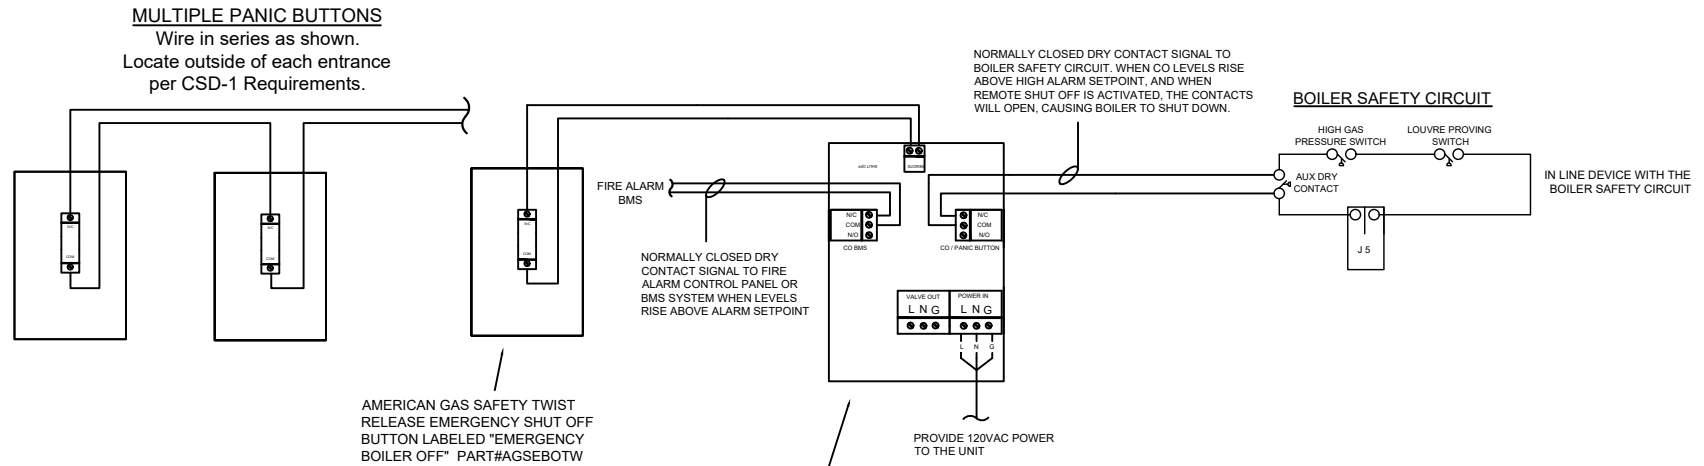 MULTIPLE PANIC BUTTONS
Wire in series as shown.
Locate outside of each entrance
per CSD-1 Requirements.
N/C
COM
N/C
COM
N/C
COM
AMERICAN GAS SAFETY TWIST
RELEASE EMERGENCY SHUT OFF
BUTTON LABELED "EMERGENCY
BOILER OFF" PART#AGSEBOTW
FIRE ALARM
BMS
NORMALLY CLOSED DRY
CONTACT SIGNAL TO FIRE
ALARM CONTROL PANEL OR
BMS SYSTEM WHEN LEVELS
RISE ABOVE ALARM SETPOINT
REMOTE
SHUT OFF
N/C
COM
N/O
CO BMS
N/C
COM
N/O
CO / PANIC BUTTON
VALVE OUT
L N G
POWER IN
L N G
L N G
PROVIDE 120VAC POWER
TO THE UNIT
NORMALLY CLOSED DRY CONTACT SIGNAL TO
BOILER SAFETY CIRCUIT. WHEN CO LEVELS RISE
ABOVE HIGH ALARM SETPOINT, AND WHEN
REMOTE SHUT OFF IS ACTIVATED, THE CONTACTS
WILL OPEN, CAUSING BOILER TO SHUT DOWN.
BOILER SAFETY CIRCUIT
HIGH GAS
PRESSURE SWITCH
LOUVRE PROVING
SWITCH
AUX DRY
CONTACT
J 5
IN LINE DEVICE WITH THE
BOILER SAFETY CIRCUIT